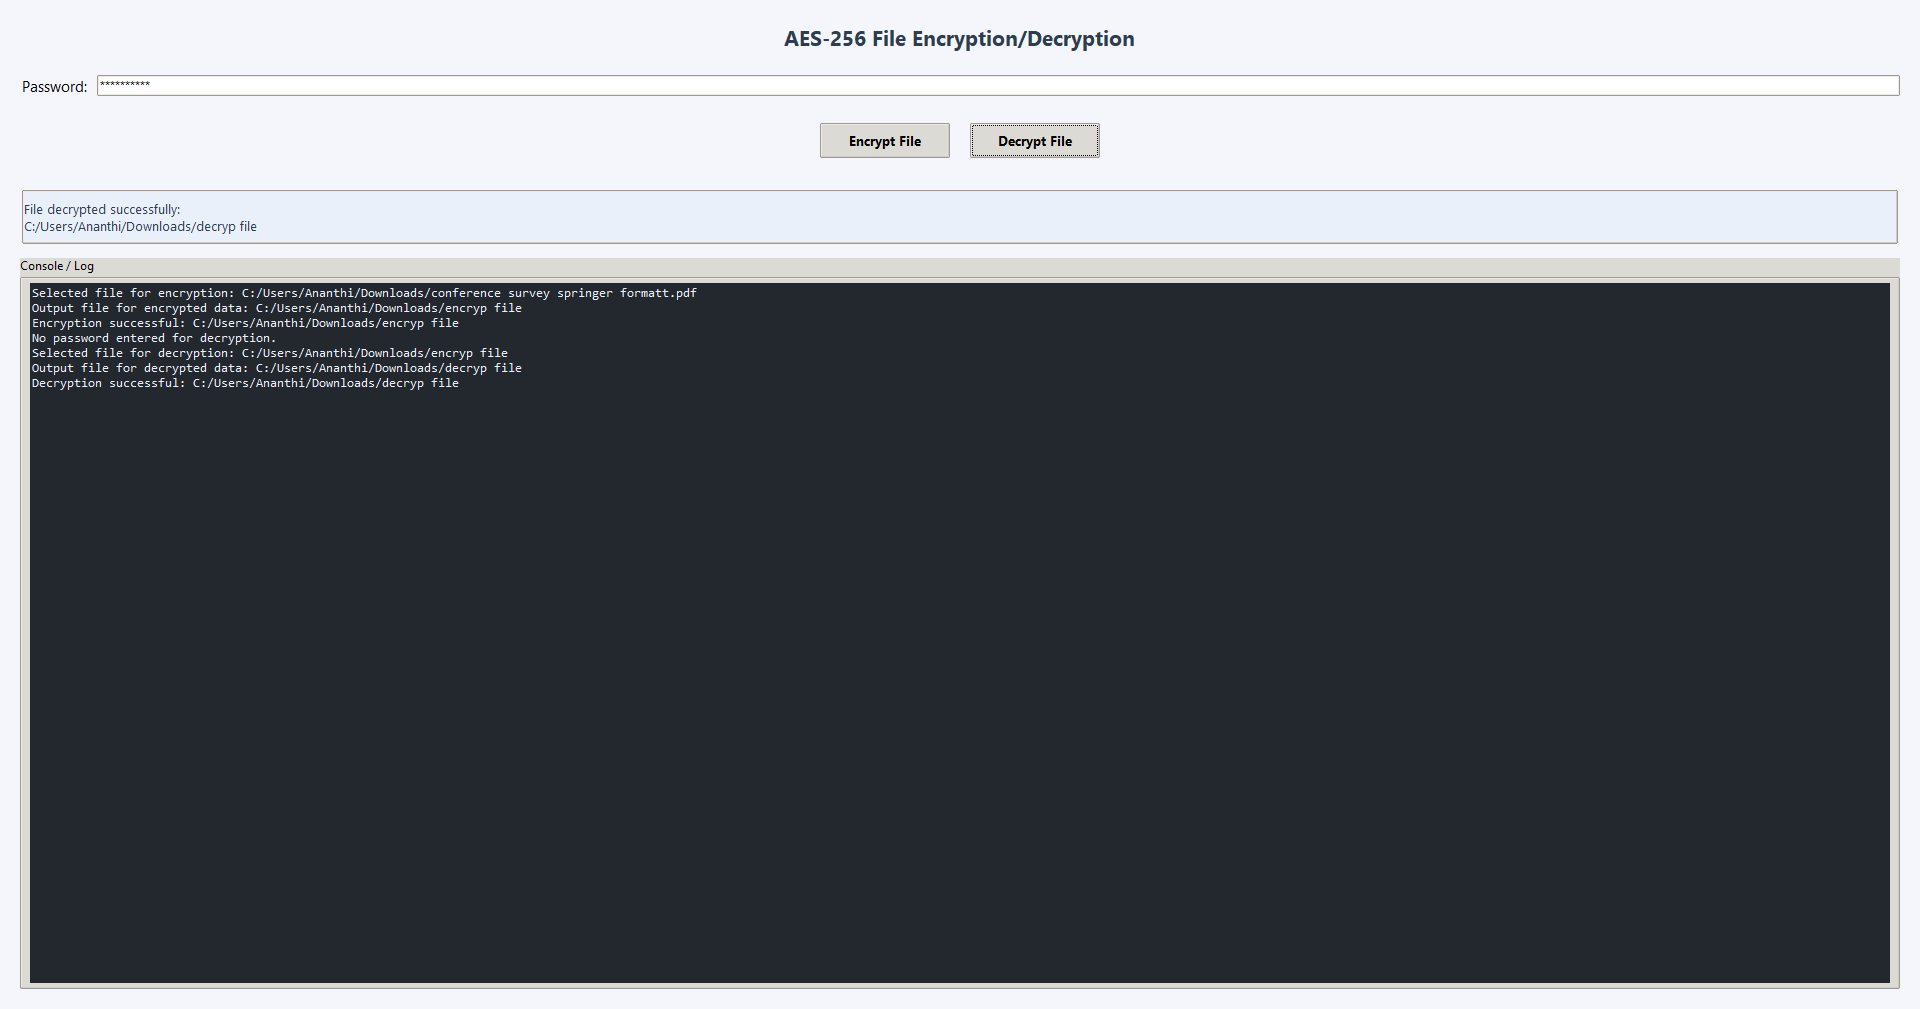 AES-256 File Encryption/Decryption
Password: **********
Encrypt File Decrypt File
File decrypted successfully:
C:/Users/Ananthi/Downloads/decryp file
Console / Log
Selected file for encryption: C:/Users/Ananthi/Downloads/conference survey springer formatt.pdf
Output file for encrypted data: C:/Users/Ananthi/Downloads/encryp file
Encryption successful: C:/Users/Ananthi/Downloads/encryp file
No password entered for decryption.
Selected file for decryption: C:/Users/Ananthi/Downloads/encryp file
Output file for decrypted data: C:/Users/Ananthi/Downloads/decryp file
Decryption successful: C:/Users/Ananthi/Downloads/decryp file